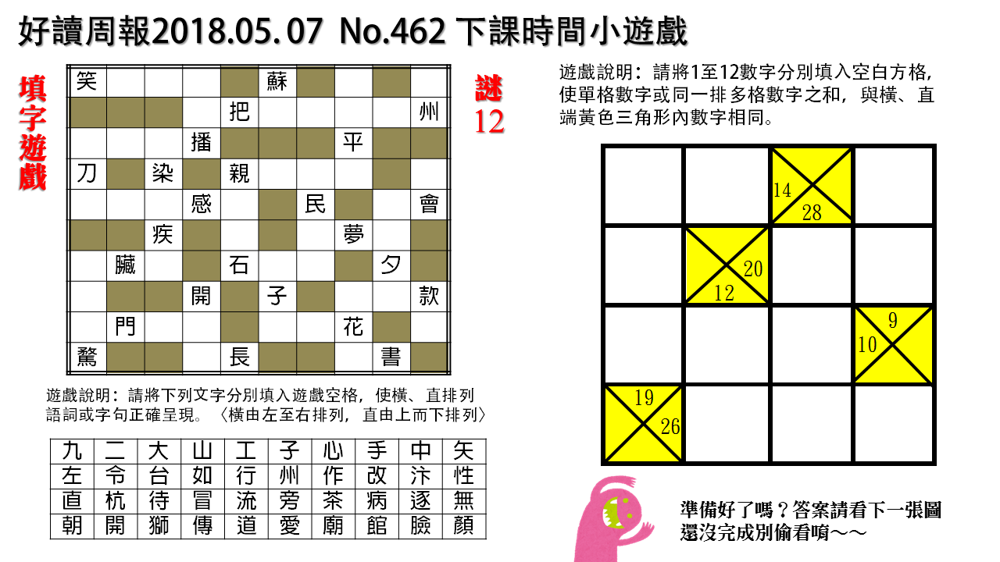 好讀周報2018.05.07 No.462 下課時間小遊戲
填字遊戲
笑 蘇
把 州
播 平
刀 染 親
感 民 會
疾 夢
臟 石 夕
開 子 款
門 花
騖 長 書
遊戲說明：請將下列文字分別填入遊戲空格，使橫、直排列
語詞或字句正確呈現。〈橫由左至右排列，直由上而下排列〉
九 二 大 山 工 子 心 手 中 矢
左 令 台 如 行 州 作 改 汴 性
直 杭 待 冒 流 旁 茶 病 逐 無
朝 開 獅 傳 道 愛 廟 館 臉 顏
謎
12
遊戲說明：請將1至12數字分別填入空白方格，
使單格數字或同一排多格數字之和，與橫、直
端黃色三角形內數字相同。
14
28
20
12
9
10
19
26
準備好了嗎？答案請看下一張圖
還沒完成別偷看唷～～